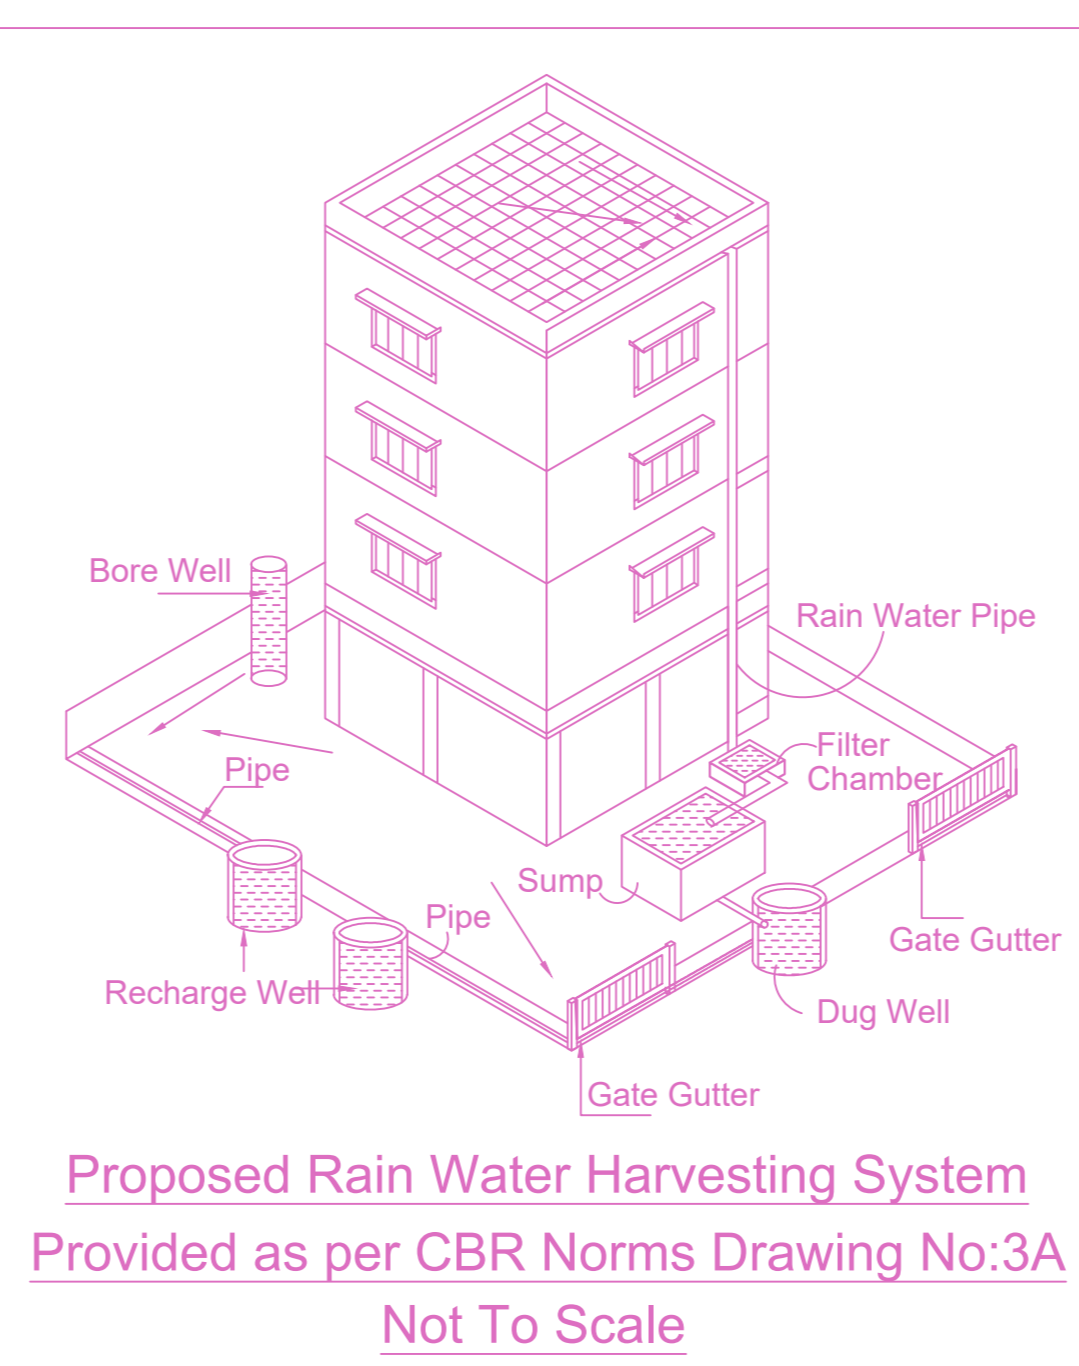 Bore Well
Rain Water Pipe
Filter
Chamber
Pipe
Sump
Pipe
Gate Gutter
Recharge Well
Dug Well
Gate Gutter
Proposed Rain Water Harvesting System
Provided as per CBR Norms Drawing No:3A
Not To Scale